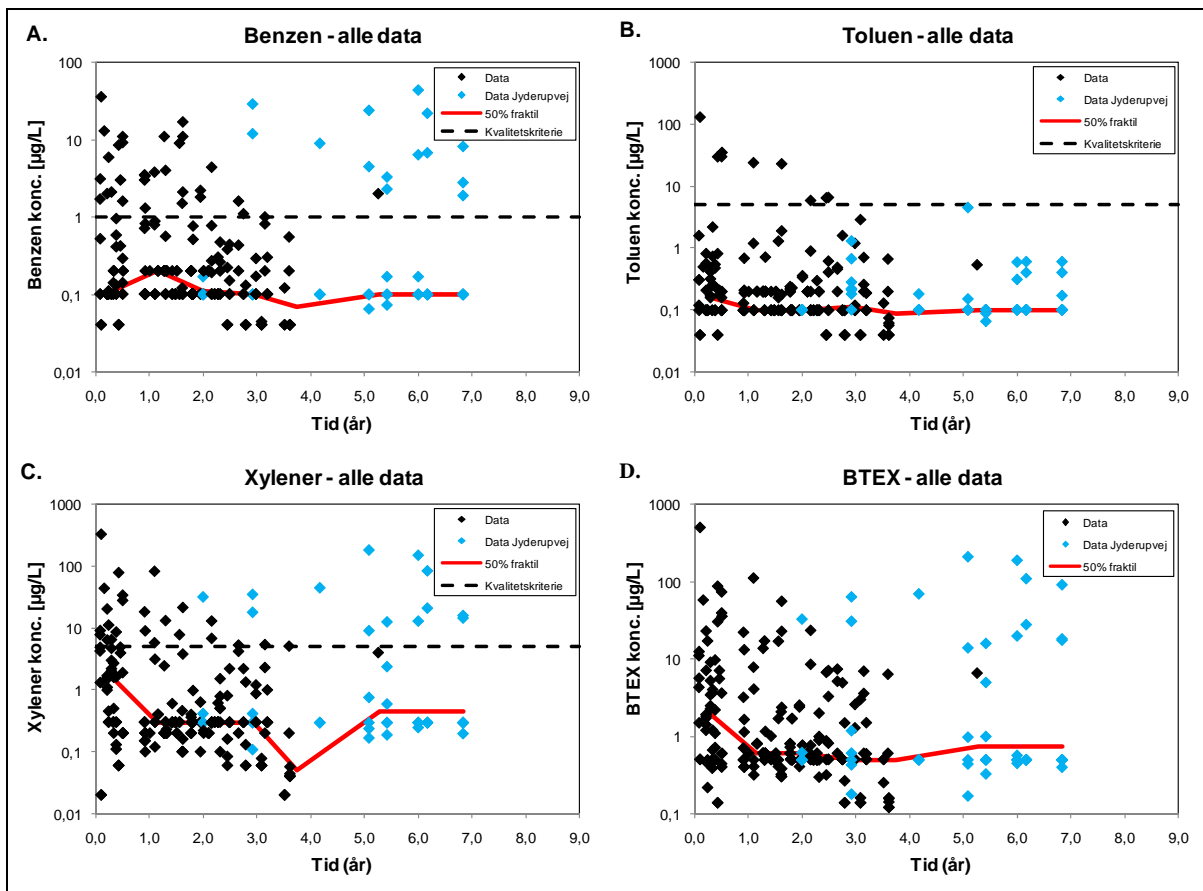 A.
Benzen - alle data
Benzen konc. [µg/L]
100
10
1
0,1
0,01
0,0 1,0 2,0 3,0 4,0 5,0 6,0 7,0 8,0 9,0
Tid (år)
Data
Data Jyderupvej
50% fraktil
Kvalitetskriterie
B.
Toluen - alle data
Toluen konc. [µg/L]
1000
100
10
1
0,1
0,01
0,0 1,0 2,0 3,0 4,0 5,0 6,0 7,0 8,0 9,0
Tid (år)
Data
Data Jyderupvej
50% fraktil
Kvalitetskriterie
C.
Xylener - alle data
Xylener konc. [µg/L]
1000
100
10
1
0,1
0,01
0,0 1,0 2,0 3,0 4,0 5,0 6,0 7,0 8,0 9,0
Tid (år)
Data
Data Jyderupvej
50% fraktil
Kvalitetskriterie
D.
BTEX - alle data
BTEX konc. [µg/L]
1000
100
10
1
0,1
0,0 1,0 2,0 3,0 4,0 5,0 6,0 7,0 8,0 9,0
Tid (år)
Data
Data Jyderupvej
50% fraktil